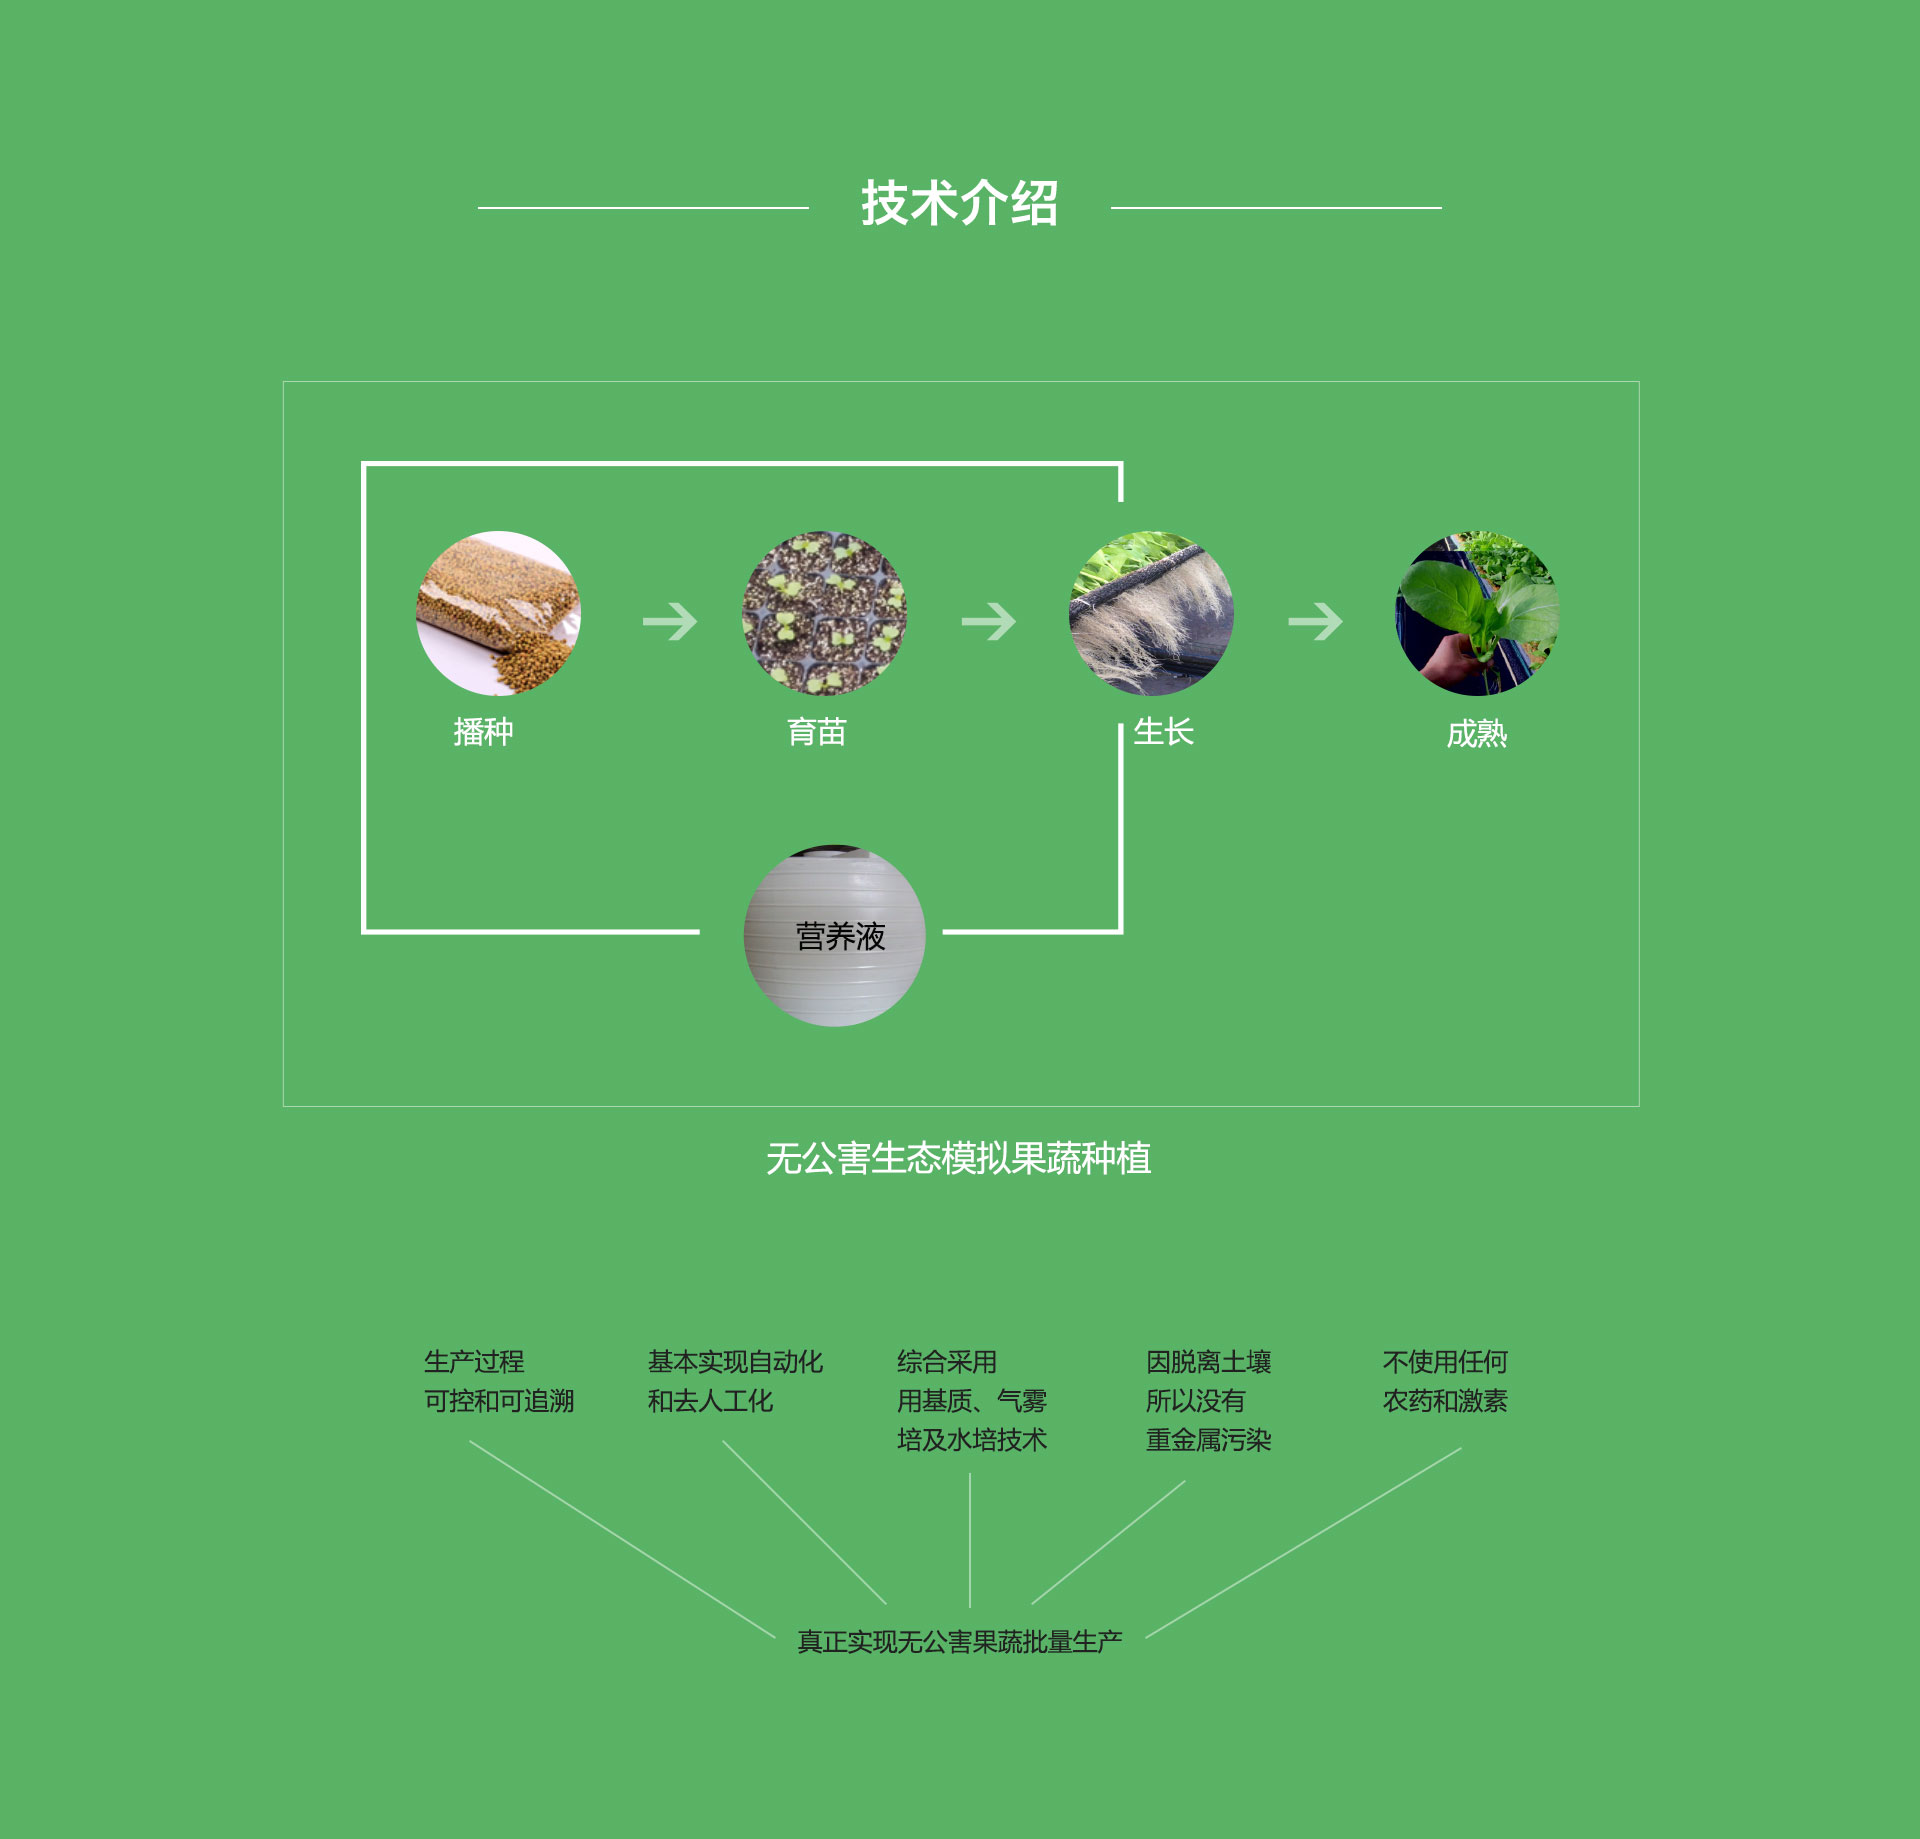 技术介绍
播种
育苗
生长
成熟
营养液
无公害生态模拟果蔬种植
生产过程
可控和可追溯
基本实现自动化
和去人工化
综合采用
用基质、气雾
培及水培技术
因脱离土壤
所以没有
重金属污染
不使用任何
农药和激素
真正实现无公害果蔬批量生产